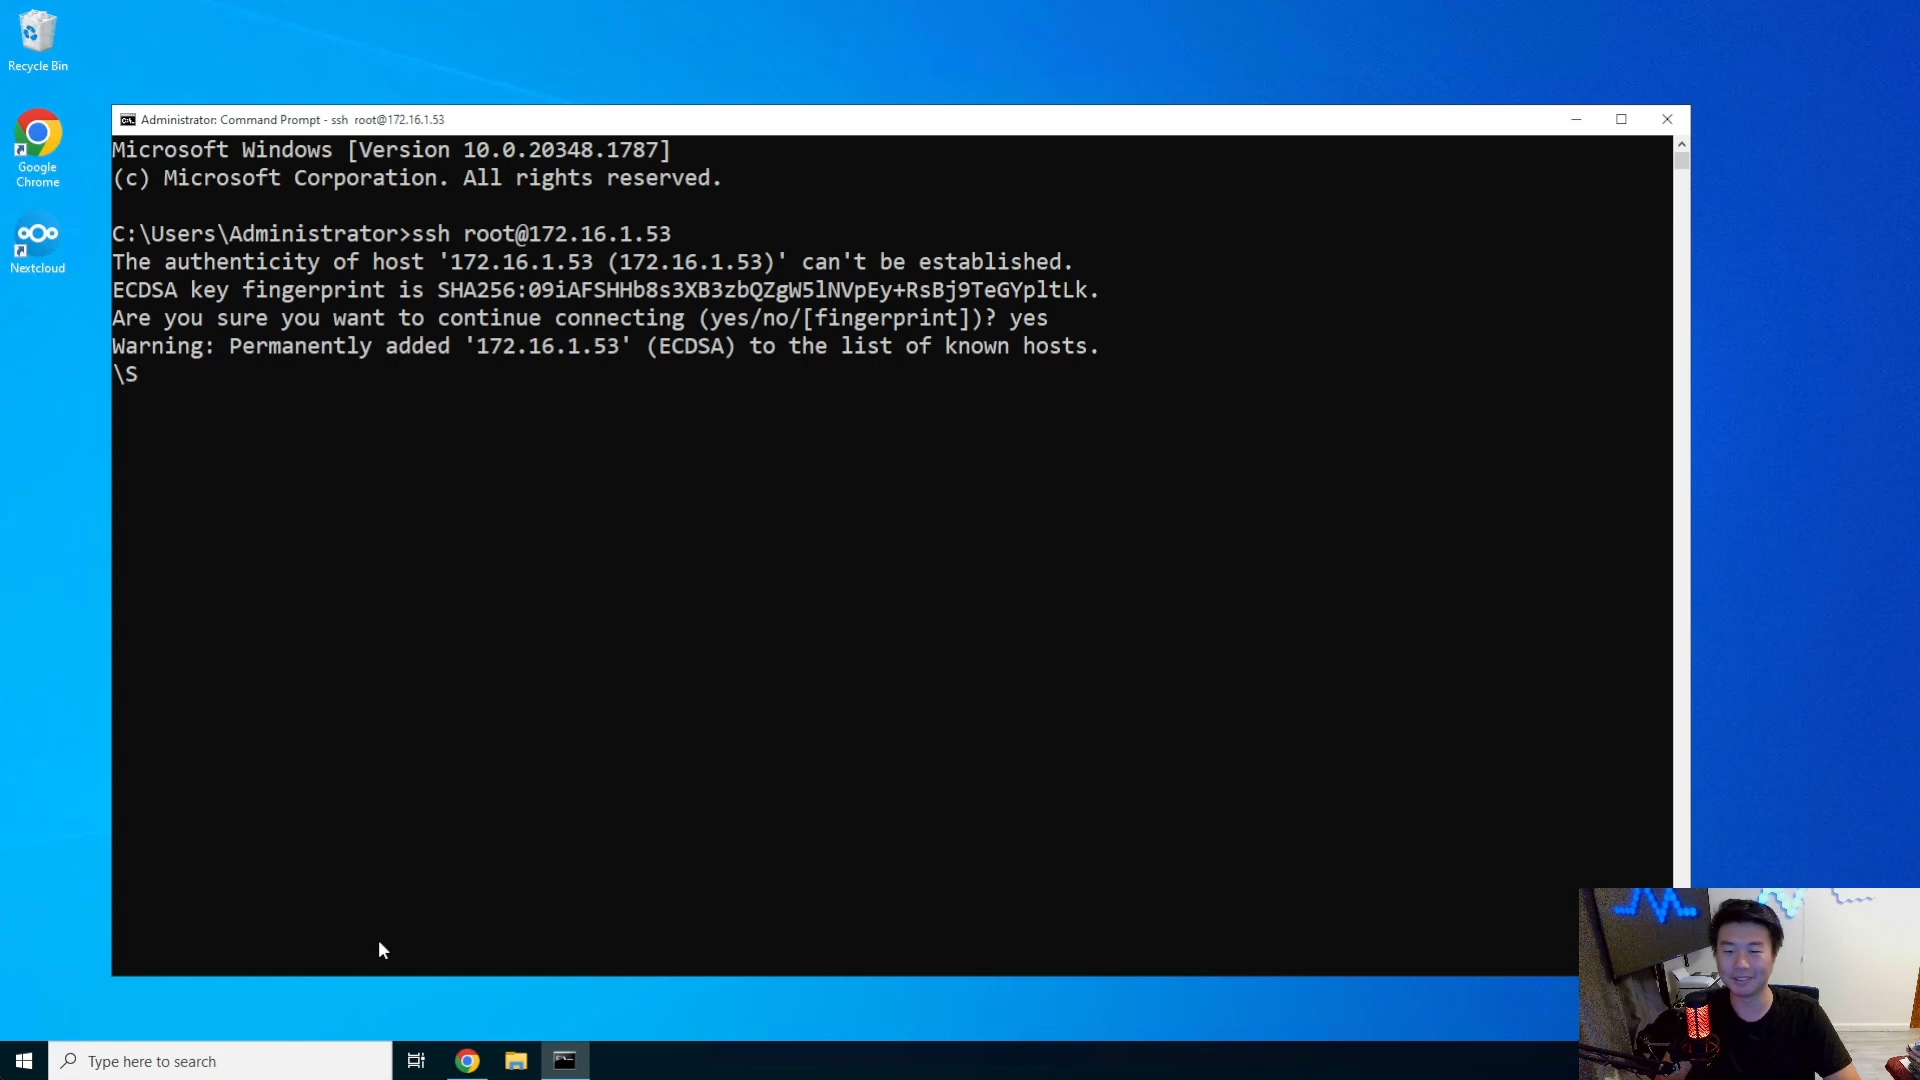 Recycle Bin
Google
Chrome
Nextcloud
Administrator: Command Prompt - ssh  root@172.16.1.53
Microsoft Windows [Version 10.0.20348.1787]
(c) Microsoft Corporation. All rights reserved.
C:\Users\Administrator>ssh root@172.16.1.53
The authenticity of host '172.16.1.53 (172.16.1.53)' can't be established.
ECDSA key fingerprint is SHA256:09iAFSHHb8s3XB3zbQZgW5lNVpEy+RsBj9TeGYpltLk.
Are you sure you want to continue connecting (yes/no/[fingerprint])? yes
Warning: Permanently added '172.16.1.53' (ECDSA) to the list of known hosts.
\S
Type here to search